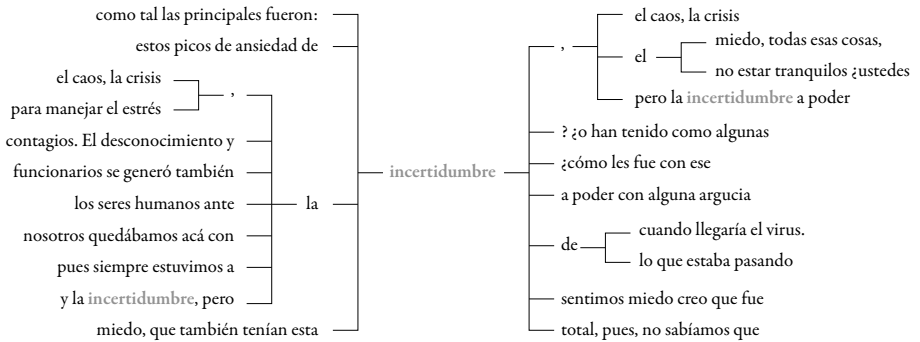 como tal las principales fueron:
estos picos de ansiedad de
el caos, la crisis
para manejar el estrés
,
contagios. El desconocimiento y
funcionarios se generó también
los seres humanos ante
nosotros quedábamos acá con
pues siempre estuvimos a
y la incertidumbre, pero
la
miedo, que también tenían esta
incertidumbre
,
el caos, la crisis
el
miedo, todas esas cosas,
no estar tranquilos ¿ustedes
pero la incertidumbre a poder
? ¿o han tenido como algunas
¿cómo les fue con ese
a poder con alguna argucia
de
cuando llegaría el virus.
lo que estaba pasando
sentimos miedo creo que fue
total, pues, no sabíamos que